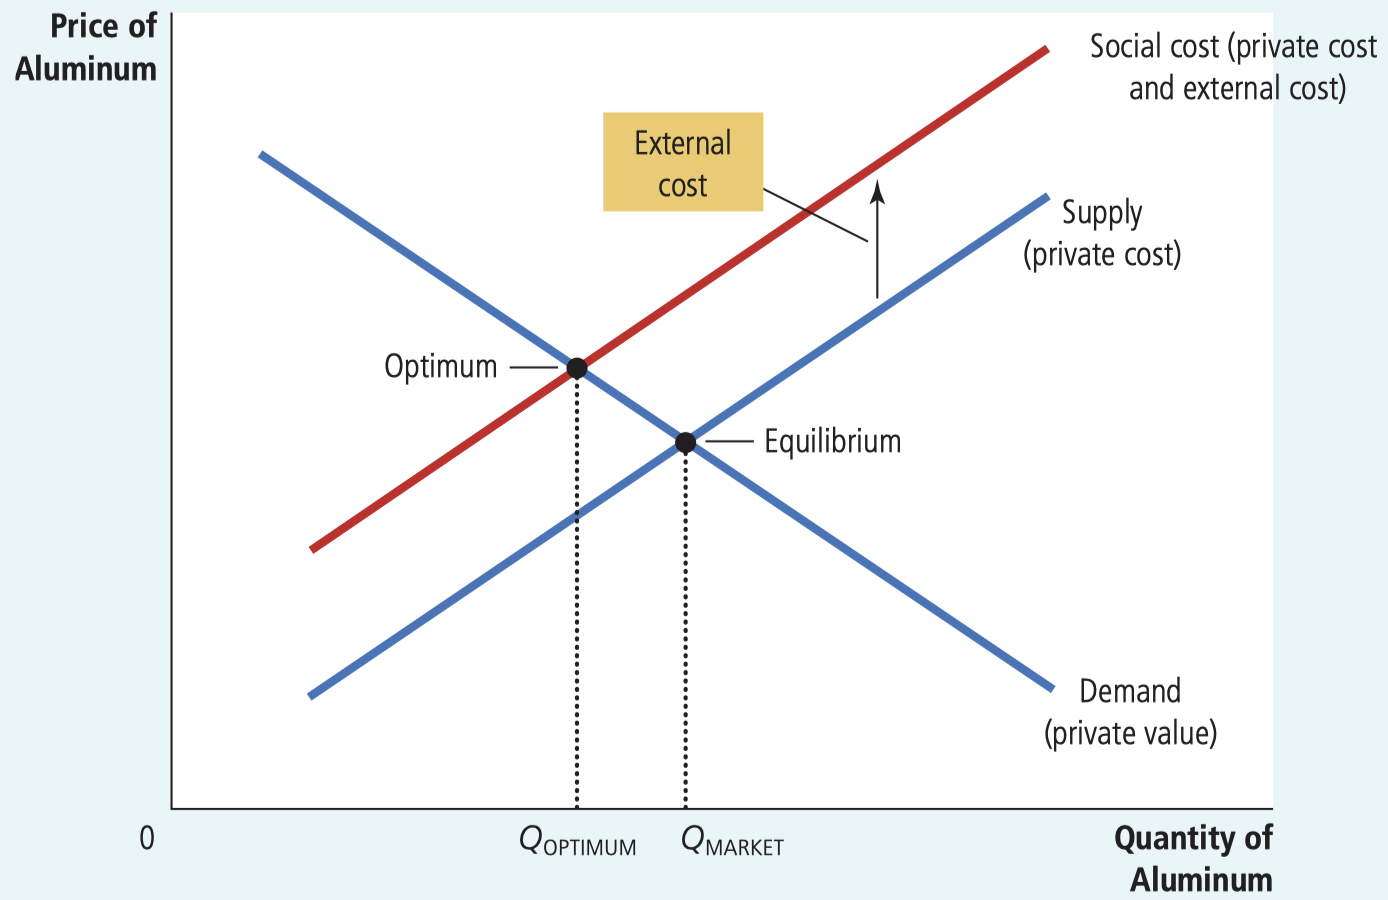 Price of
Aluminum
Social cost (private cost
and external cost)
External
cost
Supply
(private cost)
Optimum
Equilibrium
Demand
(private value)
0
QOPTIMUM
QMARKET
Quantity of
Aluminum